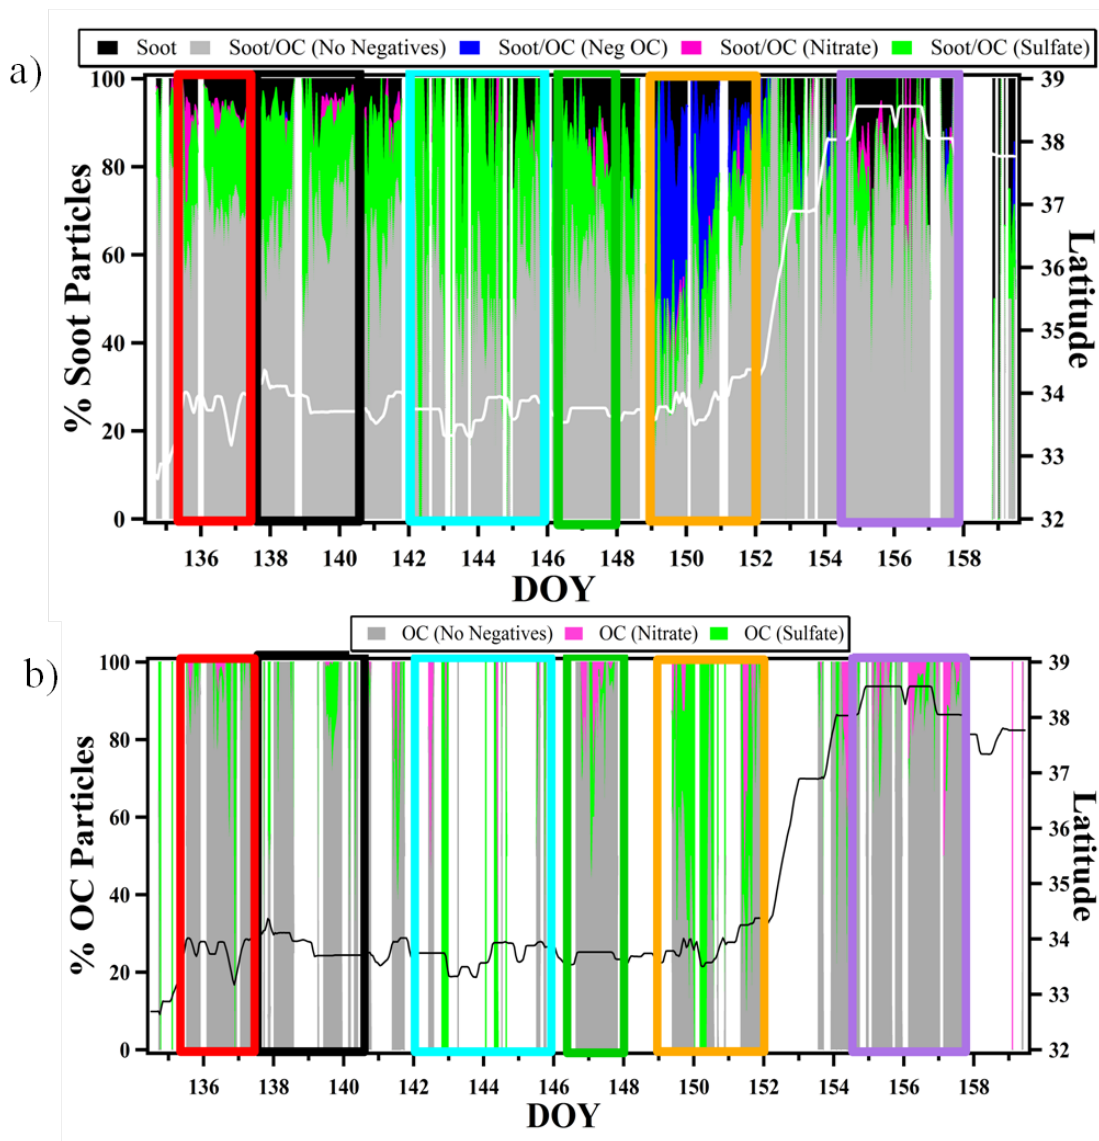 Soot Soot/OC (No Negatives) Soot/OC (Neg OC) Soot/OC (Nitrate) Soot/OC (Sulfate)
a)
100
80
60
40
20
0
% Soot Particles
39
38
37
36
35
34
33
32
Latitude
136 138 140 142 144 146 148 150 152 154 156 158
DOY
OC (No Negatives) OC (Nitrate) OC (Sulfate)
b)
100
80
60
40
20
0
% OC Particles
39
38
37
36
35
34
33
32
Latitude
136 138 140 142 144 146 148 150 152 154 156 158
DOY